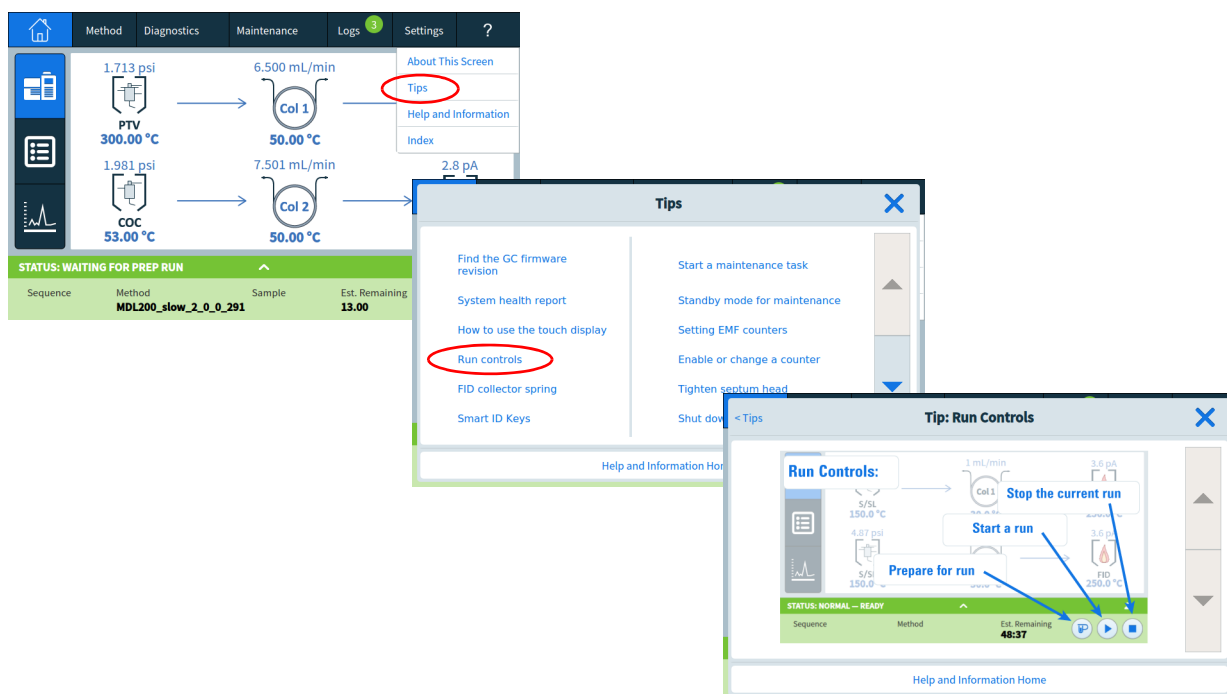 Method
Diagnostics
Maintenance
Logs
3
Settings
?
About This Screen
Tips
Help and Information
Index
1.713 psi
6.500 mL/min
Col 1
PTV
300.00 °C
50.00 °C
1.981 psi
7.501 mL/min
2.8 pA
Col 2
COC
53.00 °C
50.00 °C
STATUS: WAITING FOR PREP RUN
Sequence
Method
Sample
Est. Remaining
MDL200_slow_2_0_0_291
13.00
Tips
Find the GC firmware
revision
System health report
How to use the touch display
Run controls
FID collector spring
Smart ID Keys
Start a maintenance task
Standby mode for maintenance
Setting EMF counters
Enable or change a counter
Tighten septum head
Shut dow
Help and Information Hor
< Tips
Tip: Run Controls
Run Controls:
1 mL/min
3.6 pA
Col 1
Stop the current run
S/SL
150.0 °C
Start a run
4.87 psi
3.6 pA
Prepare for run
S/SL
150.0 °C
FID
250.0 °C
STATUS: NORMAL — READY
Sequence
Method
Est. Remaining
48:37
Help and Information Home